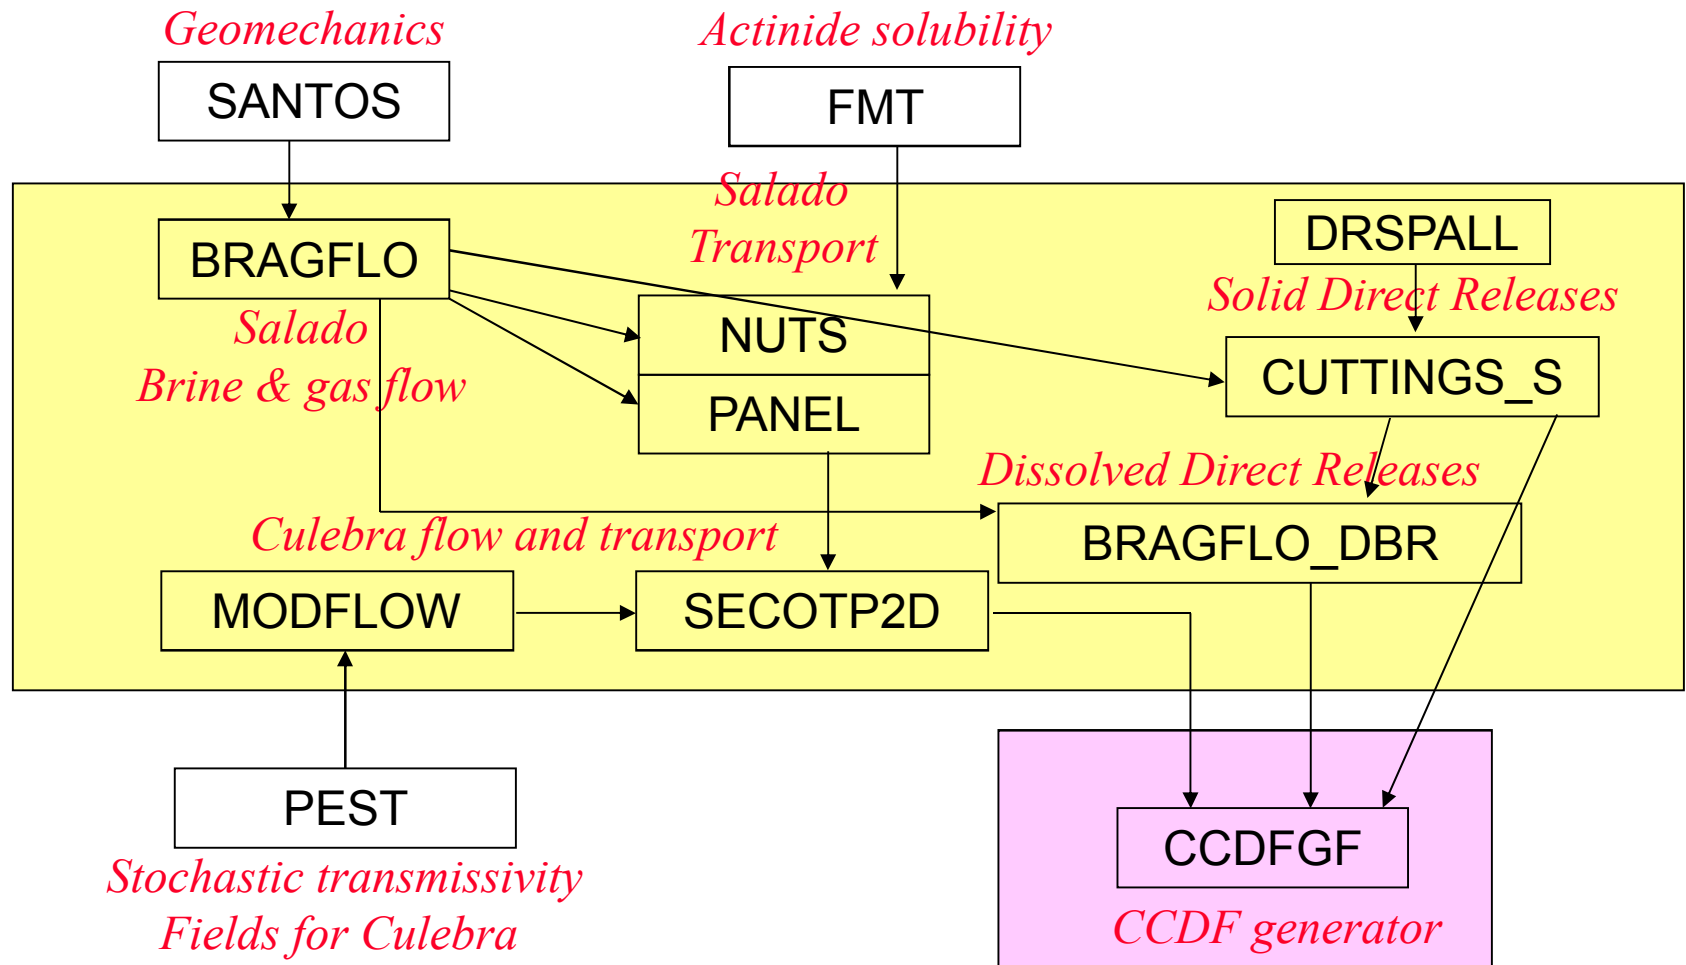 Geomechanics
Actinide solubility
SANTOS
FMT
Salado
Transport
BRAGFLO
DRSPALL
Solid Direct Releases
Salado
Brine & gas flow
NUTS
PANEL
CUTTINGS_S
Dissolved Direct Releases
Culebra flow and transport
BRAGFLO_DBR
MODFLOW
SECOTP2D
PEST
Stochastic transmissivity
Fields for Culebra
CCDFGF
CCDF generator